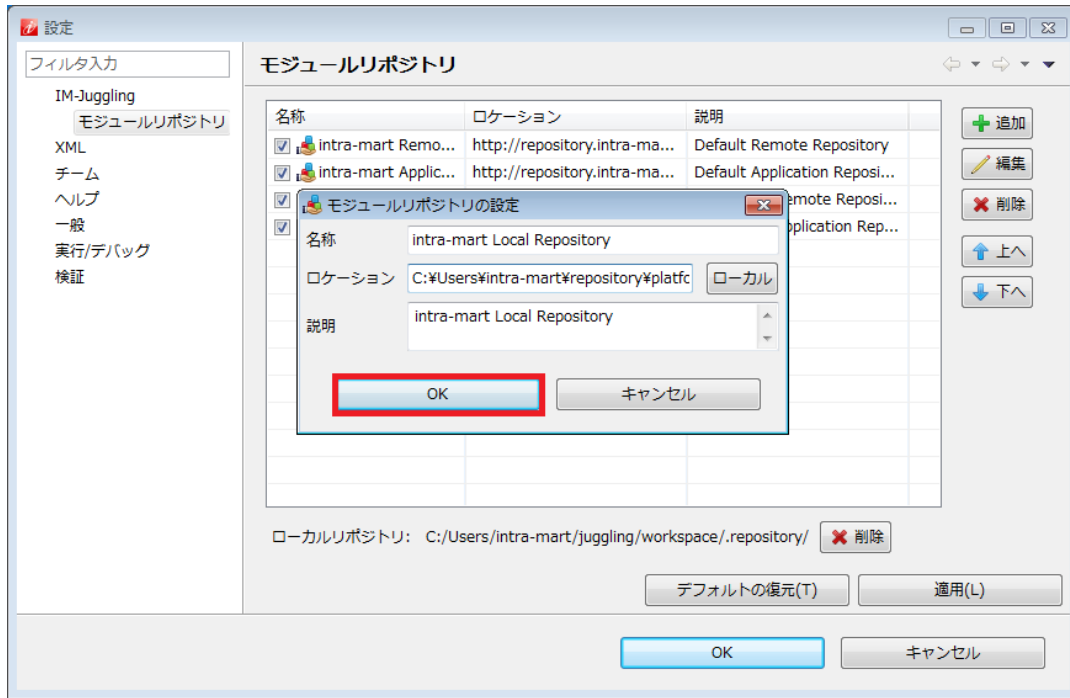 設定
フィルタ入力
IM-Juggling
モジュールリポジトリ
XML
チーム
ヘルプ
一般
実行/デバッグ
検証
モジュールリポジトリ
名称 ロケーション 説明
intra-mart Remo... http://repository.intra-ma... Default Remote Repository
intra-mart Applic... http://repository.intra-ma... Default Application Reposi...
emote Reposi...
plication Rep...
追加
編集
削除
上へ
下へ
モジュールリポジトリの設定
名称 intra-mart Local Repository
ロケーション C:¥Users¥intra-mart¥repository¥platfc ローカル
説明 intra-mart Local Repository
OK キャンセル
ローカルリポジトリ: C:/Users/intra-mart/juggling/workspace/.repository/ 削除
デフォルトの復元(T) 適用(L)
OK キャンセル